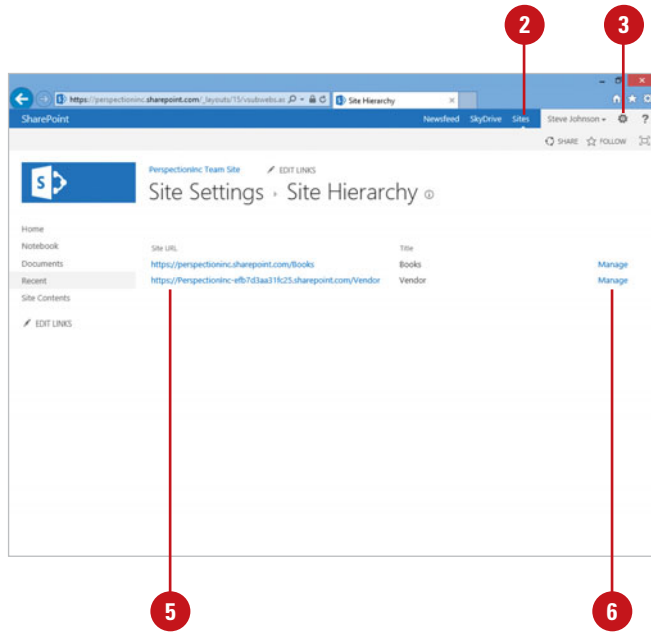 2 3
https://perspectioninc.sharepoint.com/_layouts/15/vsubwebs.as Site Hierarchy
SharePoint Newsfeed SkyDrive Sites Steve Johnson ?
SHARE FOLLOW
S
PerspectionInc Team Site EDIT LINKS
Site Settings › Site Hierarchy
Home
Notebook
Documents
Recent
Site Contents
EDIT LINKS
Site URL Title
https://perspectioninc.sharepoint.com/Books Books Manage
https://PerspectionInc-efb7d3aa31fc25.sharepoint.com/Vendor Vendor Manage
5 6